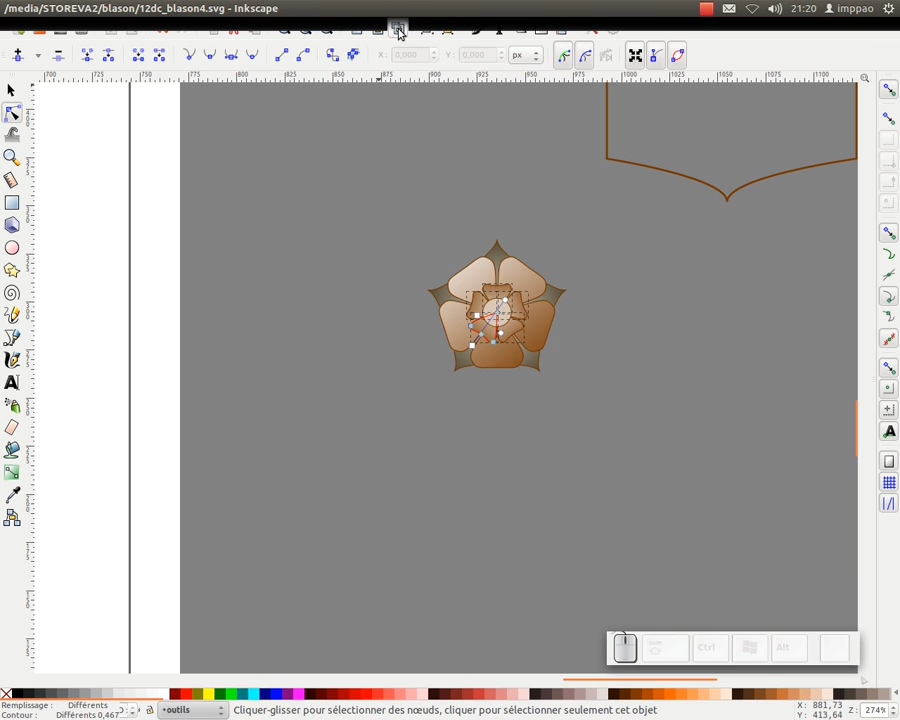 /media/STOREVA2/blason/12dc_blason4.svg - Inkscape
21:20 imppao
X: 0,000 Y: 0,000 px
700 725 750 775 800 825 850 875 900 925 950 975 1000 1025 1050 1075 1100
Ctrl Alt
Remplissage : Différents
Contour : Différents 0,467
O:
•outils
Cliquer-glisser pour sélectionner des nœuds, cliquer pour sélectionner seulement cet objet
X: 881,73
Y: 413,64
Z: 274%